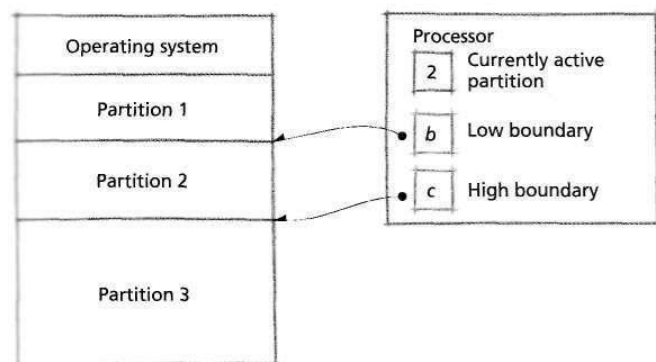 Operating system
Partition 1
Partition 2
Partition 3
Processor
2
Currently active
partition
b
Low boundary
c
High boundary